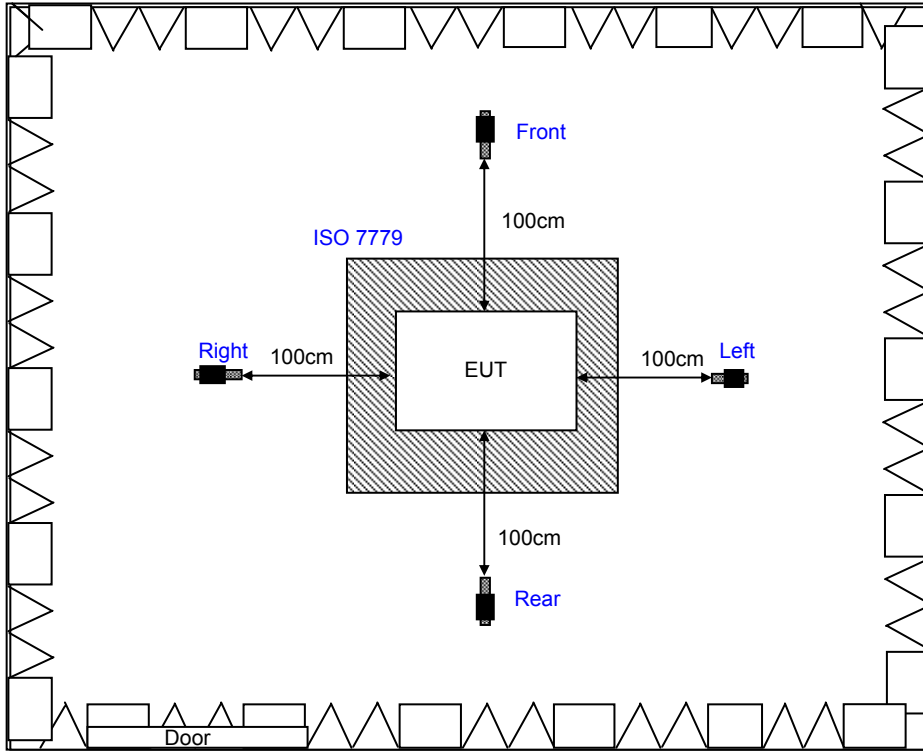 Front
100cm
ISO 7779
Right
100cm
EUT
100cm
Left
100cm
Rear
Door